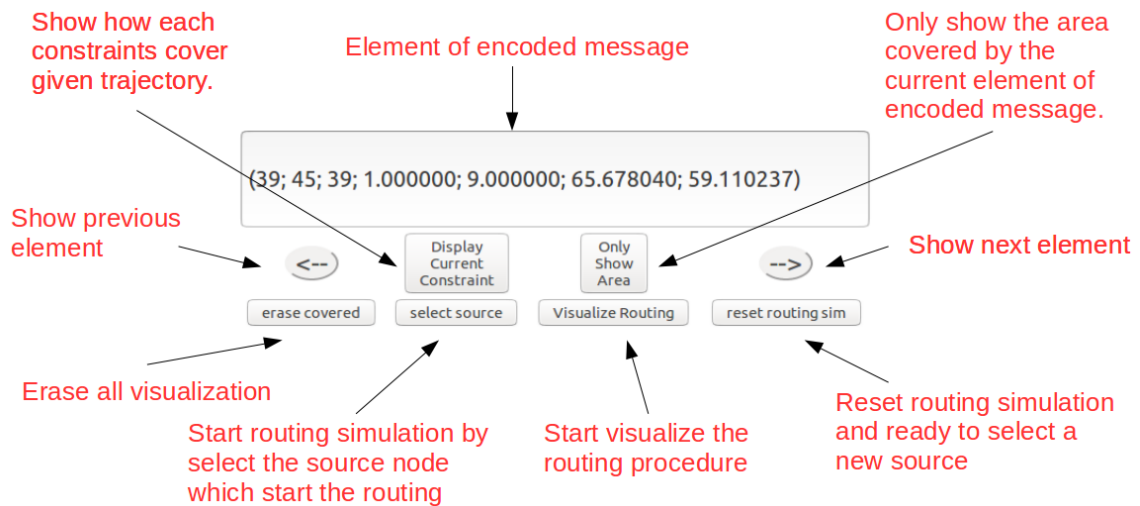 Show how each
constraints cover
given trajectory.
Element of encoded message
Only show the area
covered by the
current element of
encoded message.
(39; 45; 39; 1.000000; 9.000000; 65.678040; 59.110237)
Show previous
element
<--
Display
Current
Constraint
Only
Show
Area
-->
Show next element
erase covered
select source
Visualize Routing
reset routing sim
Erase all visualization
Start routing simulation by
select the source node
which start the routing
Start visualize the
routing procedure
Reset routing simulation
and ready to select a
new source